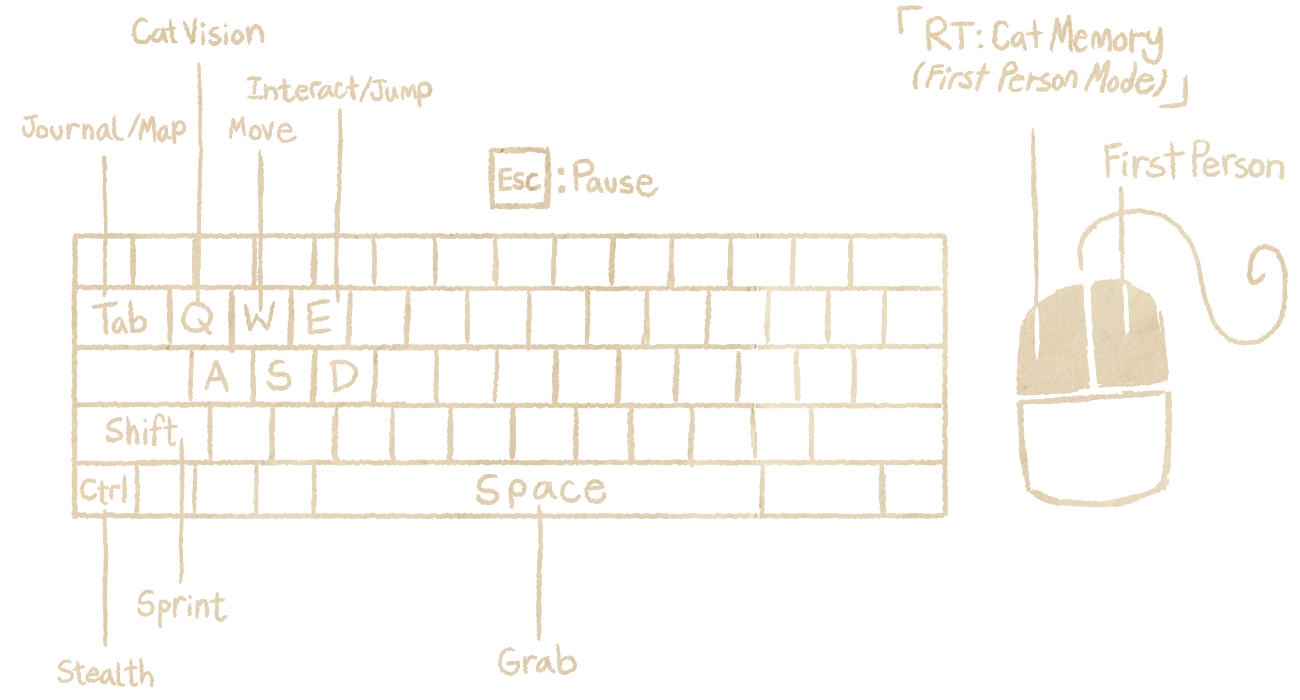 Cat Vision
Interact/Jump
Journal/Map
Move
「RT: Cat Memory
(First Person Mode)」
First Person
Esc : Pause
Tab Q W E
A S D
Shift
Ctrl Space
Sprint
Stealth
Grab